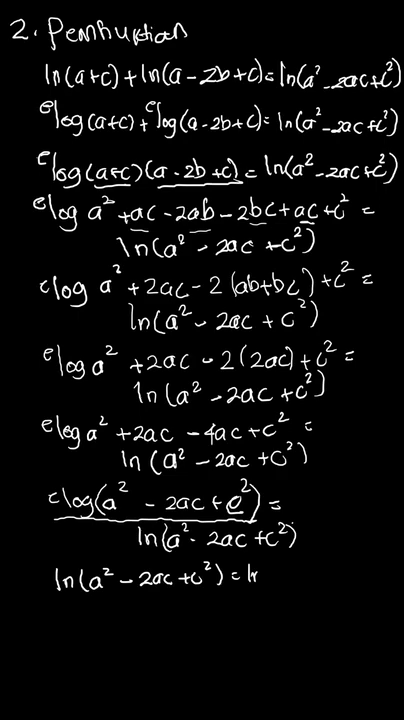 2. Pembuktian
ln(a+c) + ln(a-2b+c) = ln(a²-2ac+c²)
ᵉlog(a+c) + ᵉlog(a-2b+c) = ln(a²-2ac+c²)
ᵉlog(a+c)(a-2b+c) = ln(a²-2ac+c²)
ᵉlog a² + ac - 2ab - 2bc + ac + c² =
ln(a² - 2ac + c²)
ᵉlog a² + 2ac - 2(ab+bc) + c² =
ln(a² - 2ac + c²)
ᵉlog a² + 2ac - 2(2ac) + c² =
ln(a² - 2ac + c²)
ᵉlog a² + 2ac - 4ac + c² =
ln(a² - 2ac + c²)
ᵉlog(a² - 2ac + c²) =
ln(a² - 2ac + c²)
ln(a² - 2ac + c²) = ln